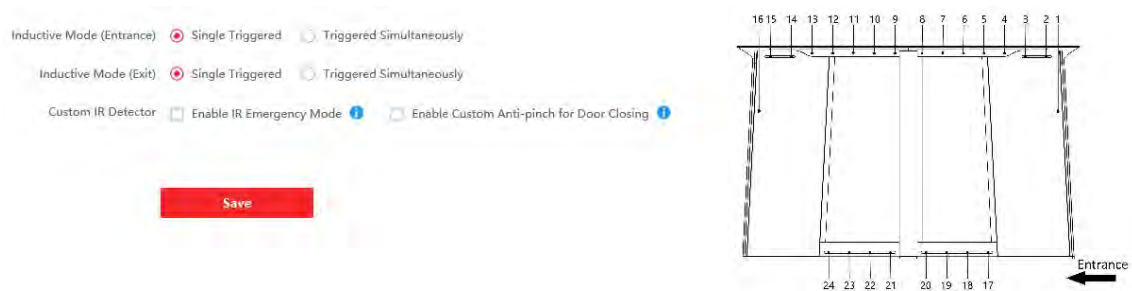 Inductive Mode (Entrance) Single Triggered Triggered Simultaneously
Inductive Mode (Exit) Single Triggered Triggered Simultaneously
Custom IR Detector Enable IR Emergency Mode Enable Custom Anti-pinch for Door Closing
Save
16 15 14 13 12 11 10 9 8 7 6 5 4 3 2 1
Entrance
24 23 22 21 20 19 18 17